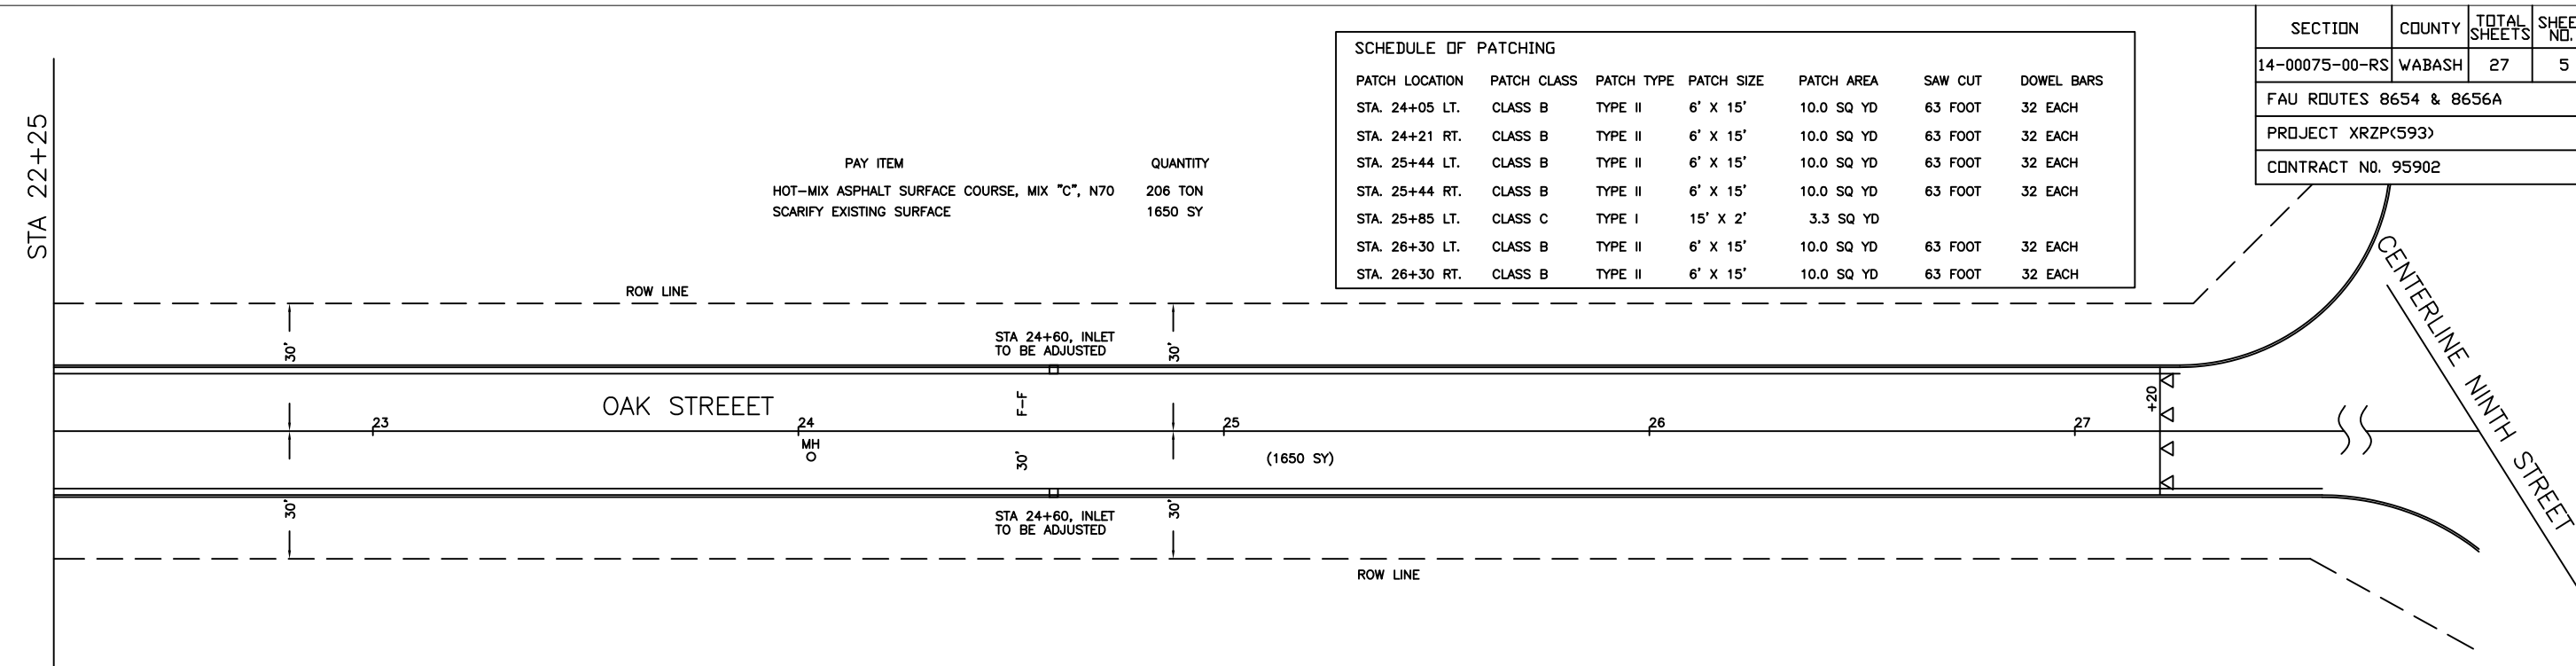 SECTION COUNTY TOTAL SHEETS
14-00075-00-RS WABASH 27 5
FAU ROUTES 8654 & 8656A
PROJECT XRZP(593)
CONTRACT NO. 95902
SCHEDULE OF PATCHING
PATCH LOCATION PATCH CLASS PATCH TYPE PATCH SIZE PATCH AREA SAW CUT DOWEL BARS
STA. 24+05 LT. CLASS B TYPE II 6' X 15' 10.0 SQ YD 63 FOOT 32 EACH
STA. 24+21 RT. CLASS B TYPE II 6' X 15' 10.0 SQ YD 63 FOOT 32 EACH
STA. 25+44 LT. CLASS B TYPE II 6' X 15' 10.0 SQ YD 63 FOOT 32 EACH
STA. 25+44 RT. CLASS B TYPE II 6' X 15' 10.0 SQ YD 63 FOOT 32 EACH
STA. 25+85 LT. CLASS C TYPE I 15' X 2' 3.3 SQ YD
STA. 26+30 LT. CLASS B TYPE II 6' X 15' 10.0 SQ YD 63 FOOT 32 EACH
STA. 26+30 RT. CLASS B TYPE II 6' X 15' 10.0 SQ YD 63 FOOT 32 EACH
STA 22+25
PAY ITEM QUANTITY
HOT-MIX ASPHALT SURFACE COURSE, MIX "C", N70 206 TON
SCARIFY EXISTING SURFACE 1650 SY
ROW LINE
STA 24+60, INLET
TO BE ADJUSTED
30'
30'
OAK STREEET
F-F
+20
23
24
25
26
27
MH
30'
(1650 SY)
30'
30'
STA 24+60, INLET
TO BE ADJUSTED
ROW LINE
CENTERLINE NINTH STREET